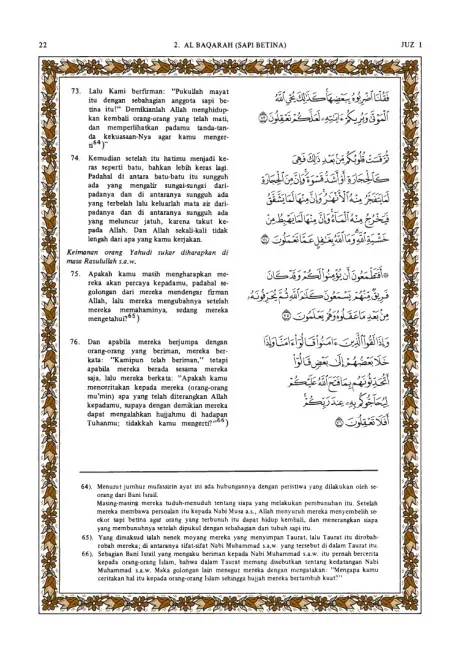 22
2. AL BAQARAH (SAPI BETINA)
JUZ 1
73. Lalu Kami berfirman: "Pukullah mayat
itu dengan sebahagian anggota sapi be-
tina itu!" Demikianlah Allah menghidup-
kan kembali orang-orang yang telah mati,
dan memperlihatkan padamu tanda-tan-
da kekuasaan-Nya agar kamu menger-
ti⁶⁴)"
فَقُلْنَا اضْرِبُوهُ بِبَعْضِهَا كَذَٰلِكَ يُحْيِ اللَّهُ
الْمَوْتَىٰ وَيُرِيكُمْ آيَاتِهِ لَعَلَّكُمْ تَعْقِلُونَ
74. Kemudian setelah itu hatimu menjadi ke-
ras seperti batu, bahkan lebih keras lagi.
Padahal di antara batu-batu itu sungguh
ada yang mengalir sungai-sungai dari-
padanya dan di antaranya sungguh ada
yang terbelah lalu keluarlah mata air dari-
padanya dan di antaranya sungguh ada
yang meluncur jatuh, karena takut ke-
pada Allah. Dan Allah sekali-kali tidak
lengah dari apa yang kamu kerjakan.
ثُمَّ قَسَتْ قُلُوبُكُمْ مِنْ بَعْدِ ذَٰلِكَ فَهِيَ
كَالْحِجَارَةِ أَوْ أَشَدُّ قَسْوَةً وَإِنَّ مِنَ الْحِجَارَةِ
لَمَا يَتَفَجَّرُ مِنْهُ الْأَنْهَارُ وَإِنَّ مِنْهَا لَمَا يَشَّقَّقُ
فَيَخْرُجُ مِنْهُ الْمَاءُ وَإِنَّ مِنْهَا لَمَا يَهْبِطُ مِنْ
خَشْيَةِ اللَّهِ وَمَا اللَّهُ بِغَافِلٍ عَمَّا تَعْمَلُونَ
Keimanan orang Yahudi sukar diharapkan di
masa Rasulullah s.a.w.
75. Apakah kamu masih mengharapkan me-
reka akan percaya kepadamu, padahal se-
golongan dari mereka mendengar firman
Allah, lalu mereka mengubahnya setelah
mereka memahaminya, sedang mereka
mengetahui?⁶⁵)
أَفَتَطْمَعُونَ أَنْ يُؤْمِنُوا لَكُمْ وَقَدْ كَانَ
فَرِيقٌ مِنْهُمْ يَسْمَعُونَ كَلَامَ اللَّهِ ثُمَّ يُحَرِّفُونَهُ
مِنْ بَعْدِ مَا عَقَلُوهُ وَهُمْ يَعْلَمُونَ
76. Dan apabila mereka berjumpa dengan
orang-orang yang beriman, mereka ber-
kata: "Kamipun telah beriman," tetapi
apabila mereka berada sesama mereka
saja, lalu mereka berkata: "Apakah kamu
menceritakan kepada mereka (orang-orang
mu'min) apa yang telah diterangkan Allah
kepadamu, supaya dengan demikian mereka
dapat mengalahkan hujjahmu di hadapan
Tuhanmu; tidakkah kamu mengerti?"⁶⁶)
وَإِذَا لَقُوا الَّذِينَ آمَنُوا قَالُوا آمَنَّا وَإِذَا
خَلَا بَعْضُهُمْ إِلَىٰ بَعْضٍ قَالُوا
أَتُحَدِّثُونَهُمْ بِمَا فَتَحَ اللَّهُ عَلَيْكُمْ
لِيُحَاجُّوكُمْ بِهِ عِنْدَ رَبِّكُمْ
أَفَلَا تَعْقِلُونَ
64). Menurut jumhur mufassirin ayat ini ada hubungannya dengan peristiwa yang dilakukan oleh se-
orang dari Bani Israil.
Masing-masing mereka tuduh-menuduh tentang siapa yang melakukan pembunuhan itu. Setelah
mereka membawa persoalan itu kepada Nabi Musa a.s., Allah menyuruh mereka menyembelih se-
ekor sapi betina agar orang yang terbunuh itu dapat hidup kembali, dan menerangkan siapa
yang membunuhnya setelah dipukul dengan sebahagian dari tubuh sapi itu.
65). Yang dimaksud ialah nenek moyang mereka yang menyimpan Taurat, lalu Taurat itu dirobah-
robah mereka; di antaranya sifat-sifat Nabi Muhammad s.a.w. yang tersebut di dalam Taurat itu.
66). Sebagian Bani Israil yang mengaku beriman kepada Nabi Muhammad s.a.w. itu pernah bercerita
kepada orang-orang Islam, bahwa dalam Taurat memang disebutkan tentang kedatangan Nabi
Muhammad s.a.w. Maka golongan lain menegur mereka dengan mengatakan: "Mengapa kamu
ceritakan hal itu kepada orang-orang Islam sehingga hujjah mereka bertambah kuat?"